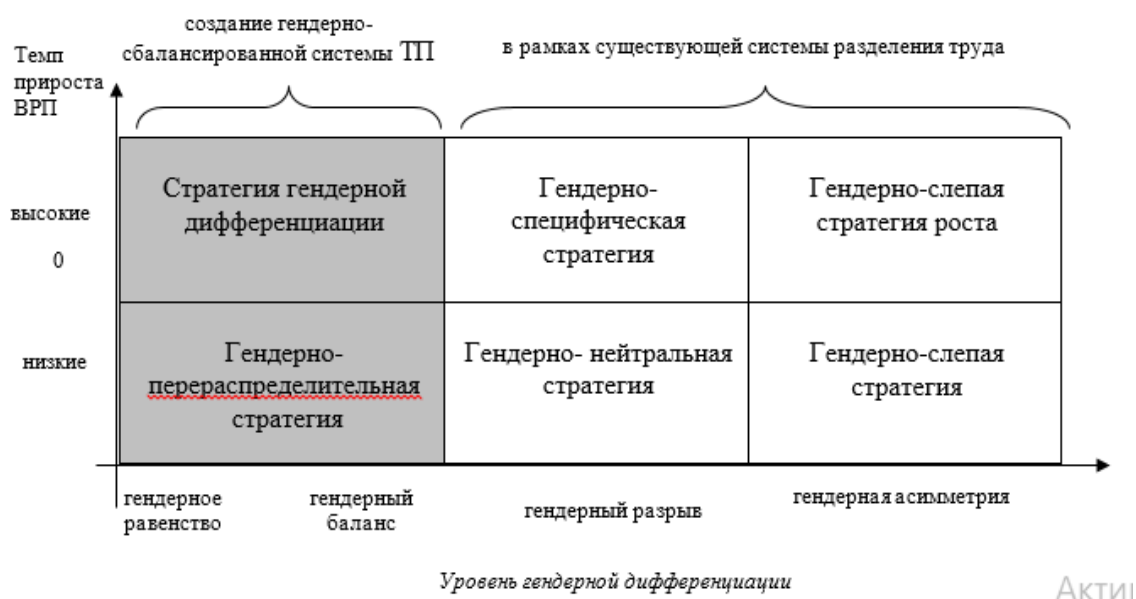 создание гендерно-
сбалансированной системы ТП
в рамках существующей системы разделения труда
Темп
прироста
ВРП
высокие
0
низкие
Стратегия гендерной
дифференциации
Гендерно-
специфическая
стратегия
Гендерно-слепая
стратегия роста
Гендерно-
перераспределительная
стратегия
Гендерно- нейтральная
стратегия
Гендерно-слепая
стратегия
гендерное
равенство
гендерный
баланс
гендерный разрыв
гендерная асимметрия
Уровень гендерной дифференциации